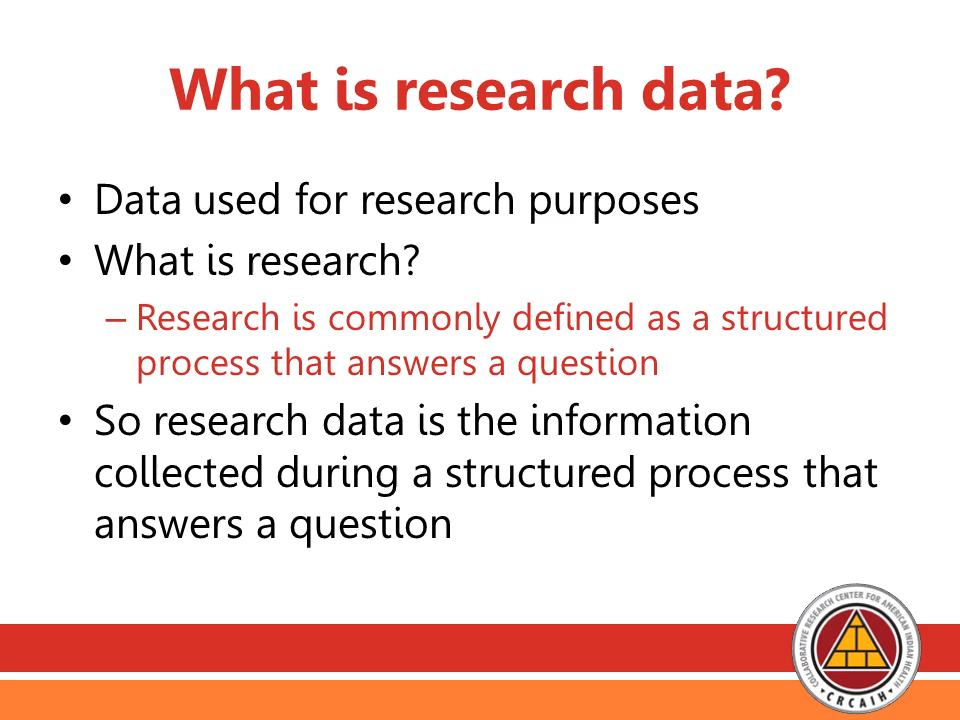 What is research data?
• Data used for research purposes
• What is research?
– Research is commonly defined as a structured
process that answers a question
• So research data is the information
collected during a structured process that
answers a question
COLLABORATIVE RESEARCH CENTER FOR AMERICAN INDIAN HEALTH
• CRCAIH •